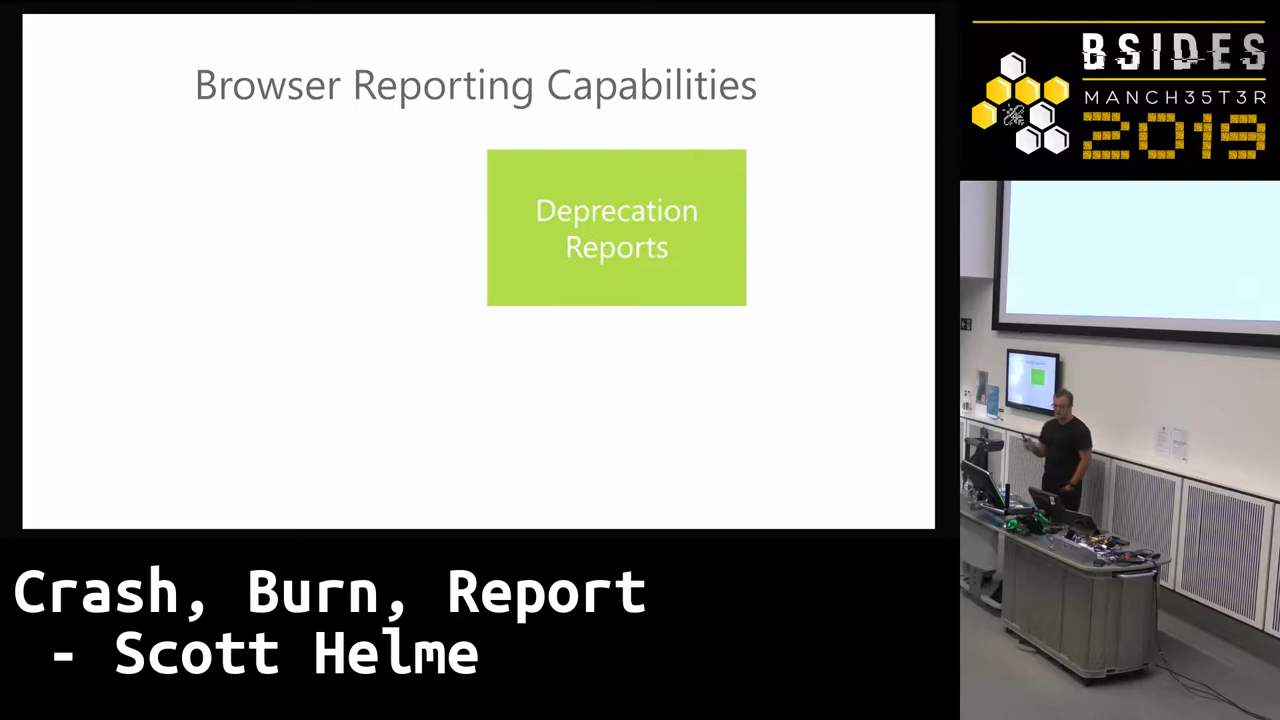 Browser Reporting Capabilities
Deprecation
Reports
BSIDES
MANCH35T3R
2019
Crash, Burn, Report
- Scott Helme